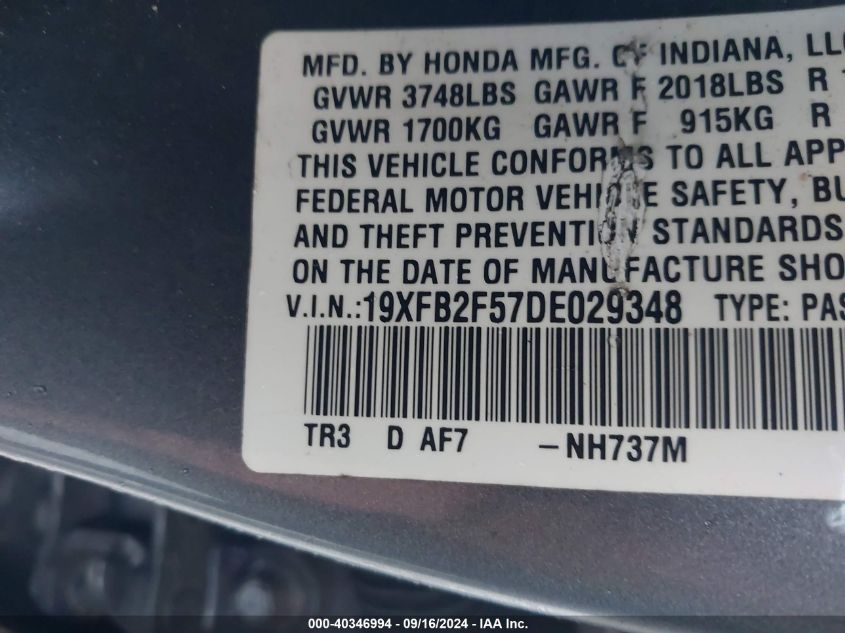 MFD. BY HONDA MFG. OF INDIANA, LLC
GVWR 3748LBS GAWR F 2018LBS R
GVWR 1700KG GAWR F 915KG R
THIS VEHICLE CONFORMS TO ALL APP
FEDERAL MOTOR VEHICLE SAFETY, BU
AND THEFT PREVENTION STANDARDS
ON THE DATE OF MANUFACTURE SHO
V.I.N.:19XFB2F57DE029348 TYPE: PAS
TR3 D AF7 -NH737M
000-40346994 - 09/16/2024 - IAAI Inc.